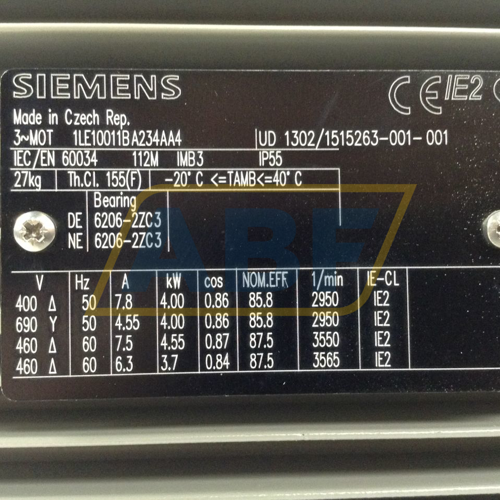 SIEMENS CE IE2
Made in Czech Rep.
3~MOT 1LE10011BA234AA4 UD 1302/1515263-001-001
IEC/EN 60034 112M IMB3 IP55
27kg Th.Cl. 155(F) -20° C <=TAMB<=40° C
Bearing
DE 6206-2ZC3
NE 6206-2ZC3
V Hz A kW cos NOM.EFF 1/min IE-CL
400 Δ 50 7.8 4.00 0.86 85.8 2950 IE2
690 Y 50 4.55 4.00 0.86 85.8 2950 IE2
460 Δ 60 7.5 4.55 0.87 87.5 3550 IE2
460 Δ 60 6.3 3.7 0.84 87.5 3565 IE2
ABF